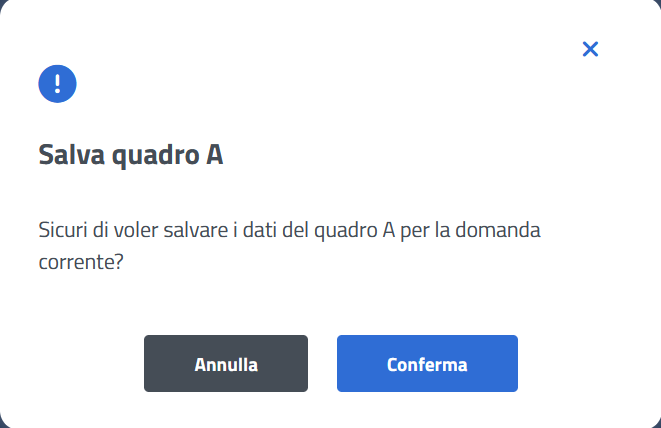 Salva quadro A
Sicuri di voler salvare i dati del quadro A per la domanda
corrente?
Annulla
Conferma